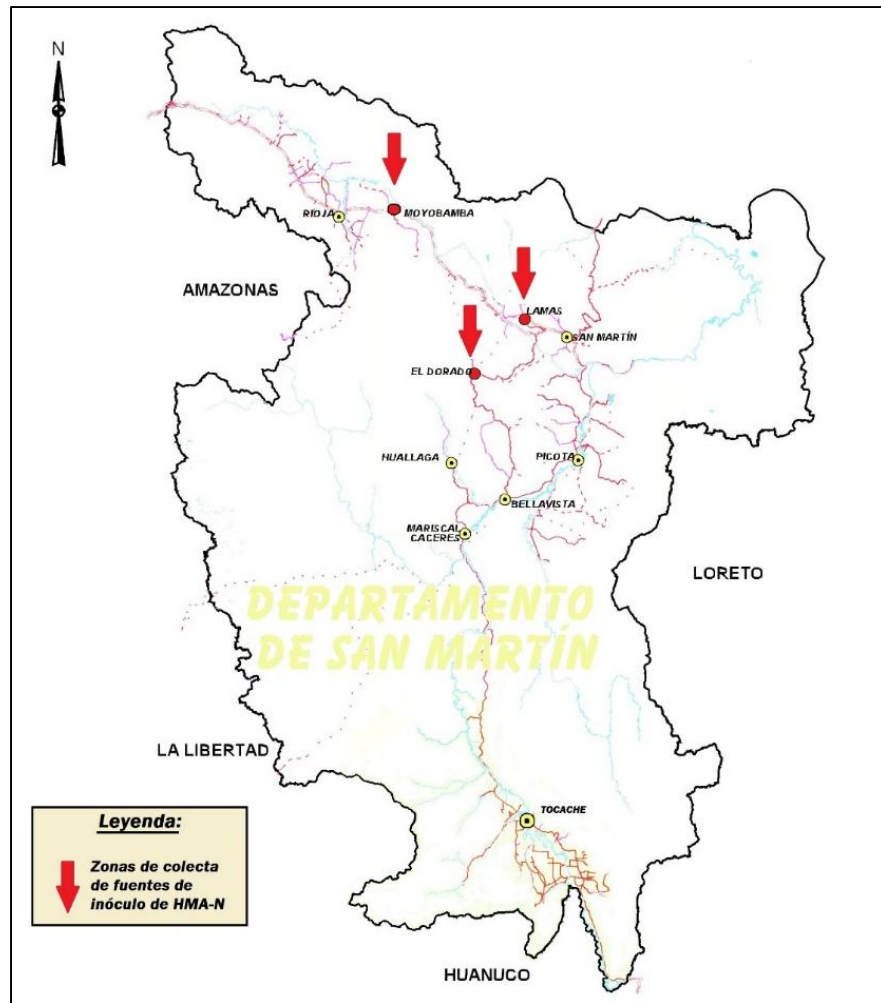 N
RIOJA
MOYOBAMBA
AMAZONAS
LAMAS
SAN MARTÍN
EL DORADO
HUALLAGA
PICOTA
BELLAVISTA
MARISCAL
CACERES
LORETO
DEPARTAMENTO
DE SAN MARTÍN
LA LIBERTAD
TOCACHE
Leyenda:
Zonas de colecta
de fuentes de
inóculo de HMA-N
HUANUCO